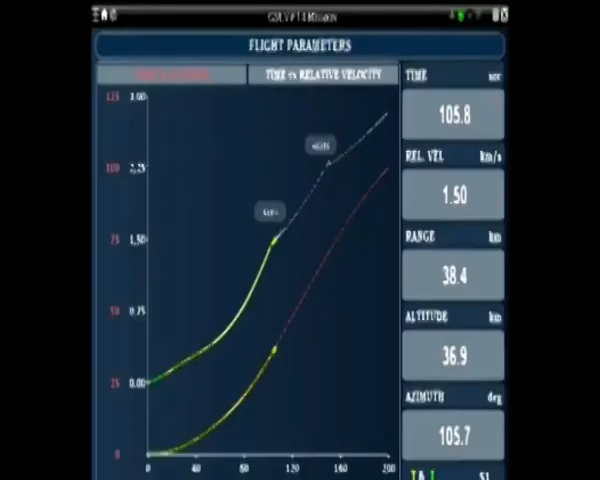 FLIGHT PARAMETERS
TIME vs RELATIVE VELOCITY
TIME
105.8
REL. VEL km/s
1.50
RANGE km
38.4
ALTITUDE km
36.9
AZIMUTH deg
105.7
125 3.00
100 2.25
75 1.50
50 0.75
25 0.00
0
0 40 80 120 160 200
S1